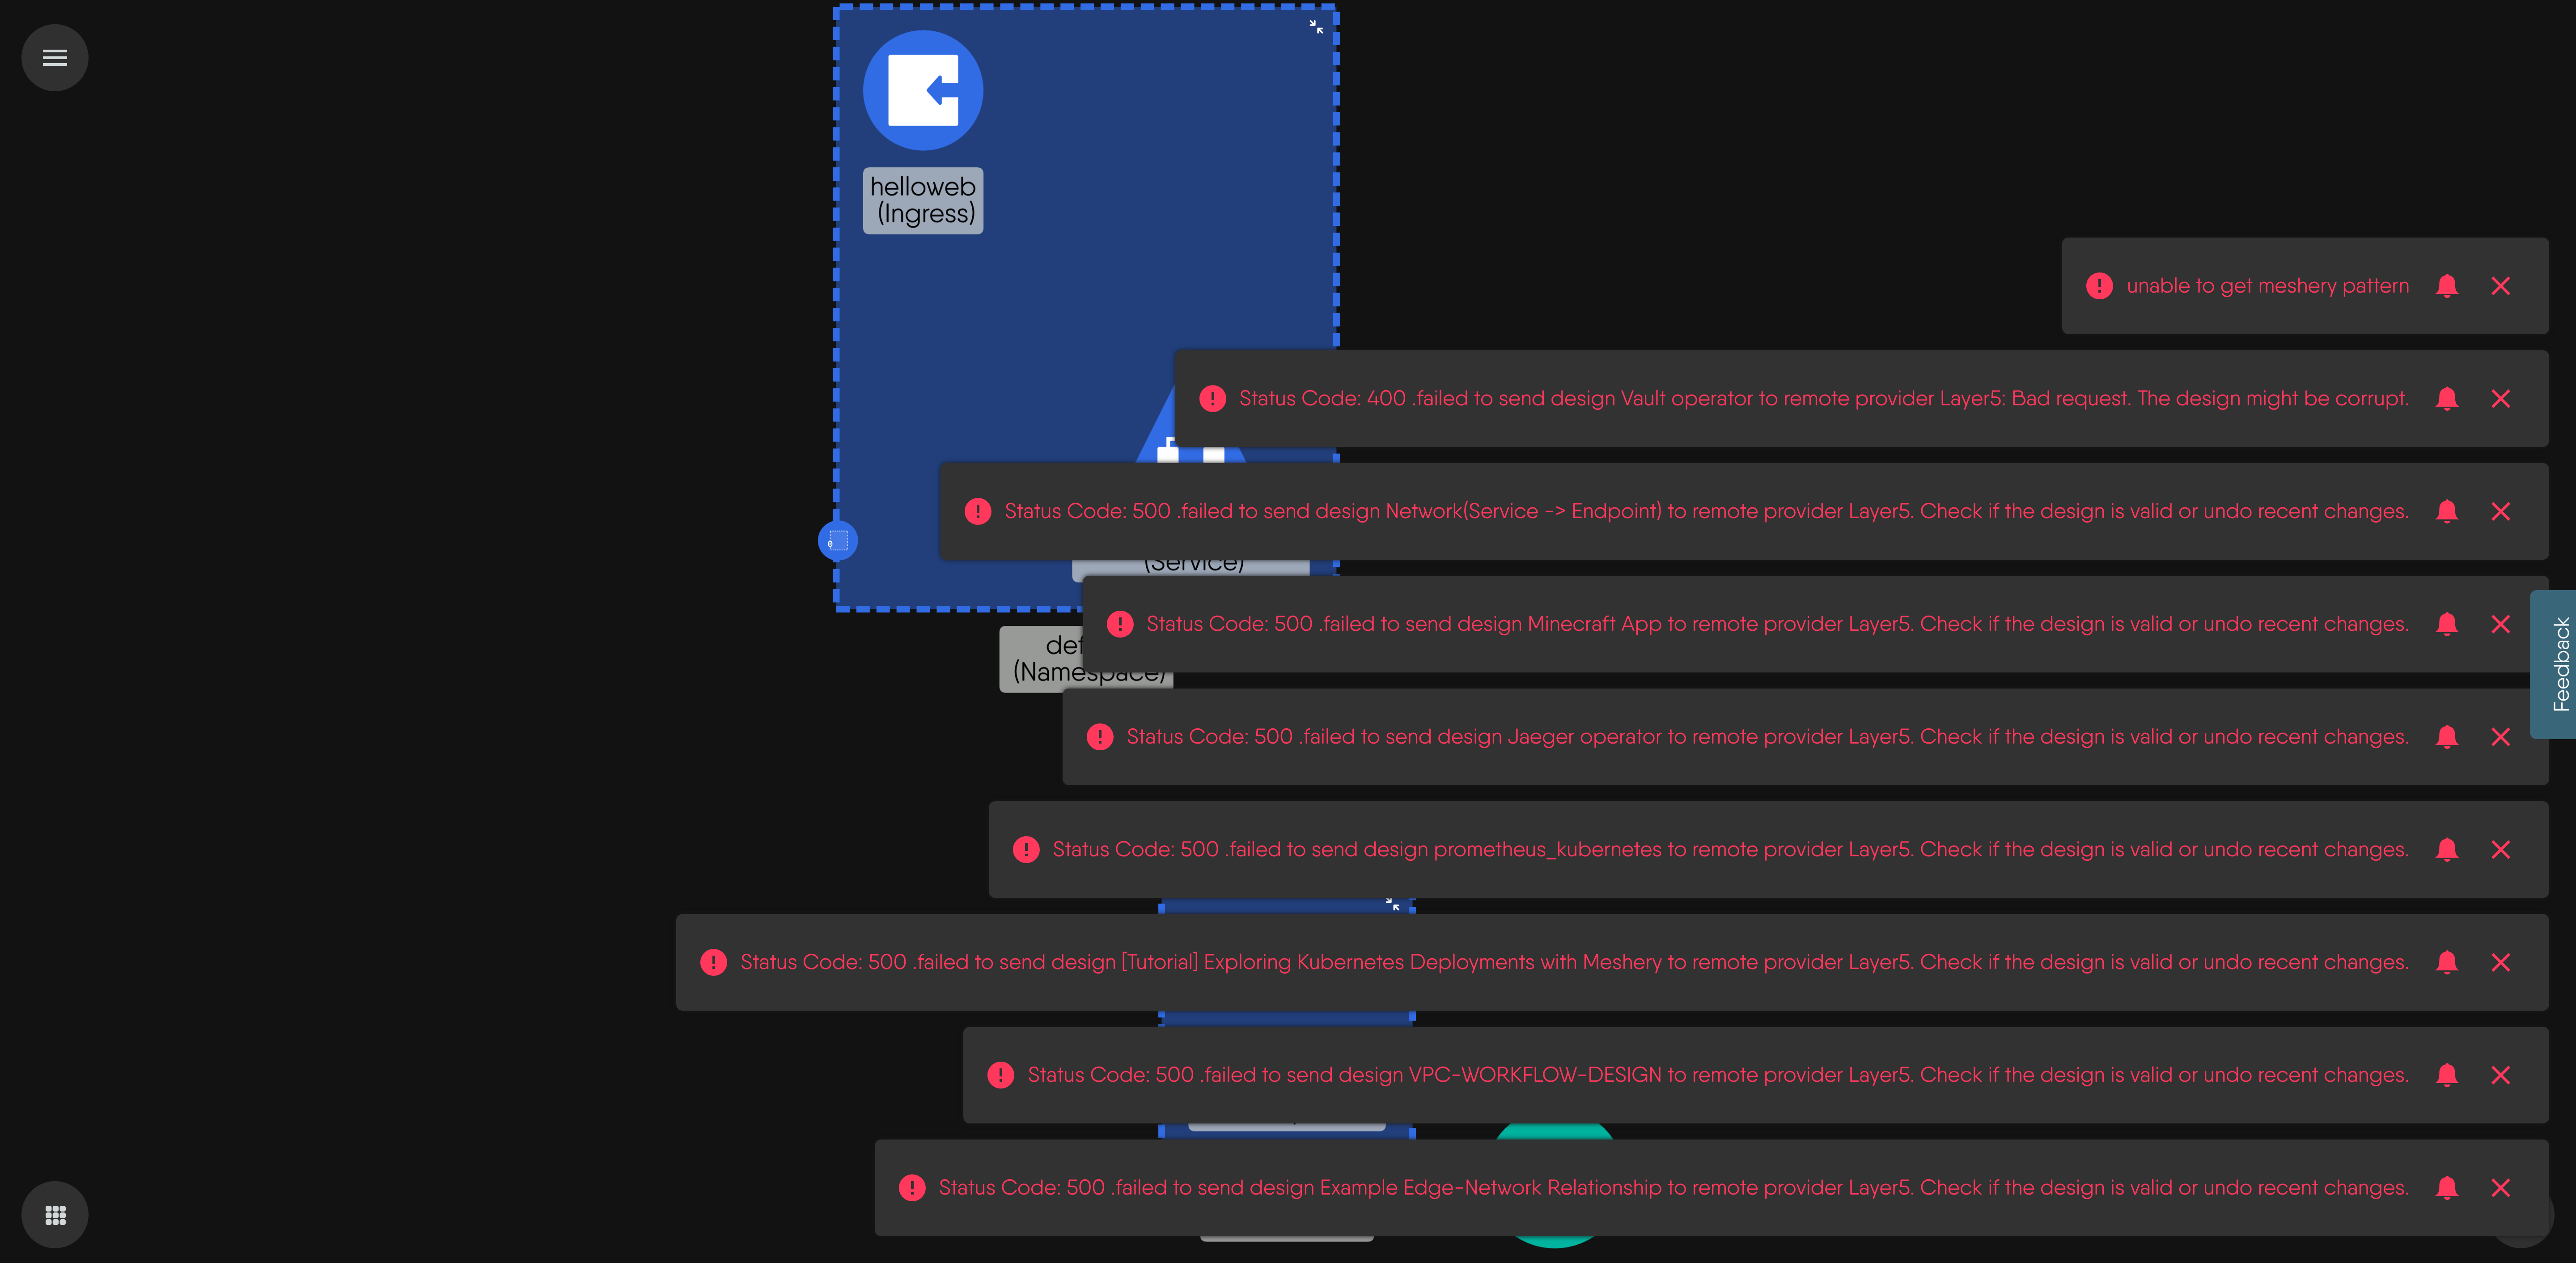 helloweb
(Ingress)
unable to get meshery pattern
Status Code: 400 .failed to send design Vault operator to remote provider Layer5: Bad request. The design might be corrupt.
Status Code: 500 .failed to send design Network(Service -> Endpoint) to remote provider Layer5. Check if the design is valid or undo recent changes.
(Service)
Status Code: 500 .failed to send design Minecraft App to remote provider Layer5. Check if the design is valid or undo recent changes.
(Namespace)
Feedback
Status Code: 500 .failed to send design Jaeger operator to remote provider Layer5. Check if the design is valid or undo recent changes.
Status Code: 500 .failed to send design prometheus_kubernetes to remote provider Layer5. Check if the design is valid or undo recent changes.
Status Code: 500 .failed to send design [Tutorial] Exploring Kubernetes Deployments with Meshery to remote provider Layer5. Check if the design is valid or undo recent changes.
Status Code: 500 .failed to send design VPC-WORKFLOW-DESIGN to remote provider Layer5. Check if the design is valid or undo recent changes.
Status Code: 500 .failed to send design Example Edge-Network Relationship to remote provider Layer5. Check if the design is valid or undo recent changes.